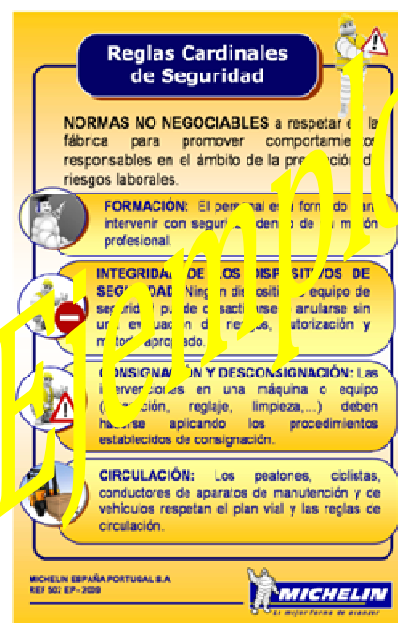 Reglas Cardinales
de Seguridad
NORMAS NO NEGOCIABLES a respetar en la
fábrica para promover comportamientos
responsables en el ámbito de la prevención de
riesgos laborales.
FORMACIÓN: El personal está formado para
intervenir con seguridad dentro de su misión
profesional.
INTEGRIDAD DE LOS DISPOSITIVOS DE
SEGURIDAD: Ningún dispositivo o equipo de
seguridad puede desactivarse o anularse sin
una evaluación de riesgos, autorización y
apropiado.
CONSIGNACIÓN Y DESCONSIGNACIÓN: Las
intervenciones en una máquina o equipo
reglaje, limpieza,...) deben
hacerse aplicando los procedimientos
establecidos de consignación.
CIRCULACIÓN: Los peatones, ciclistas,
conductores de aparatos de manutención y de
vehículos respetan el plan vial y las reglas de
circulación.
Ejemplo
MICHELIN ESPAÑA PORTUGAL S.A.
MICHELIN
La mejor forma de avanzar